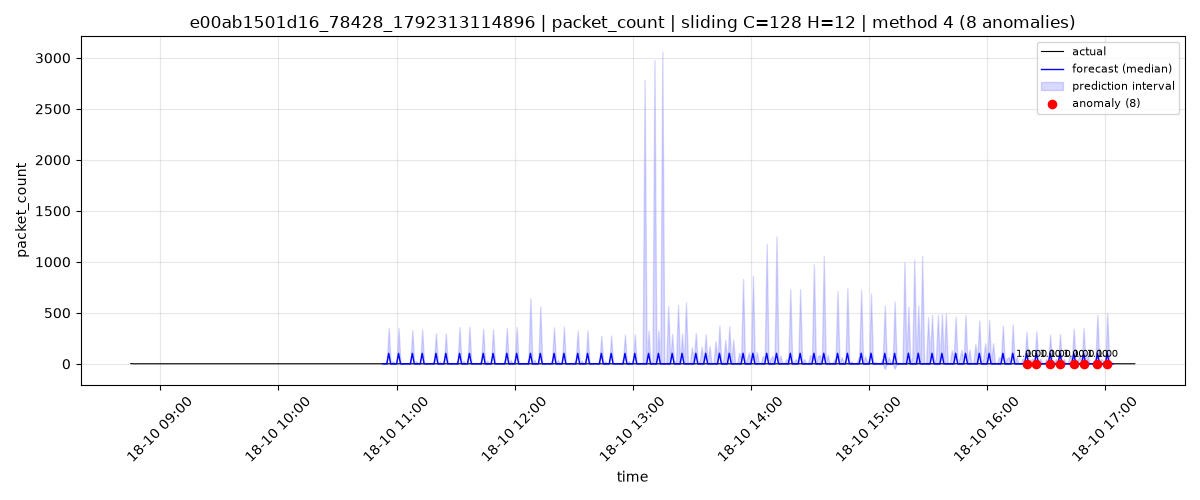 e00ab1501d16_78428_1792313114896 | packet_count | sliding C=128 H=12 | method 4 (8 anomalies)
packet_count
3000
2500
2000
1500
1000
500
0
actual
forecast (median)
prediction interval
anomaly (8)
18-10 09:00
18-10 10:00
18-10 11:00
18-10 12:00
18-10 13:00
18-10 14:00
18-10 15:00
18-10 16:00
18-10 17:00
time